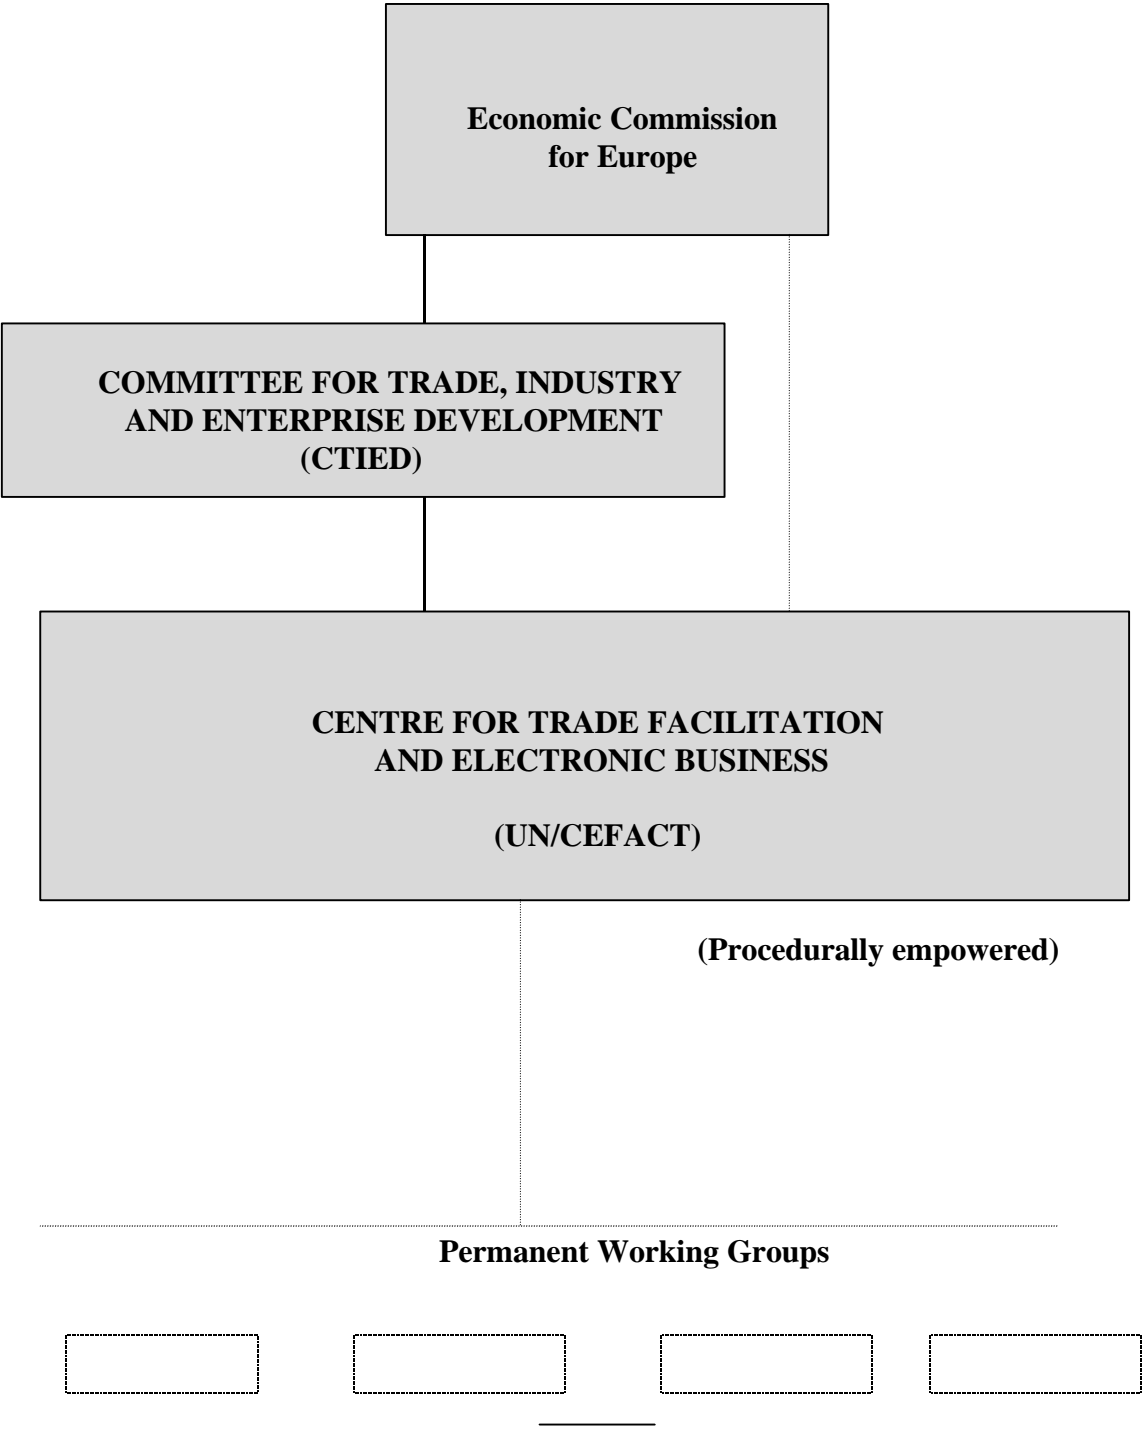 Economic Commission
for Europe
COMMITTEE FOR TRADE, INDUSTRY
AND ENTERPRISE DEVELOPMENT
(CTIED)
CENTRE FOR TRADE FACILITATION
AND ELECTRONIC BUSINESS
(UN/CEFACT)
(Procedurally empowered)
Permanent Working Groups